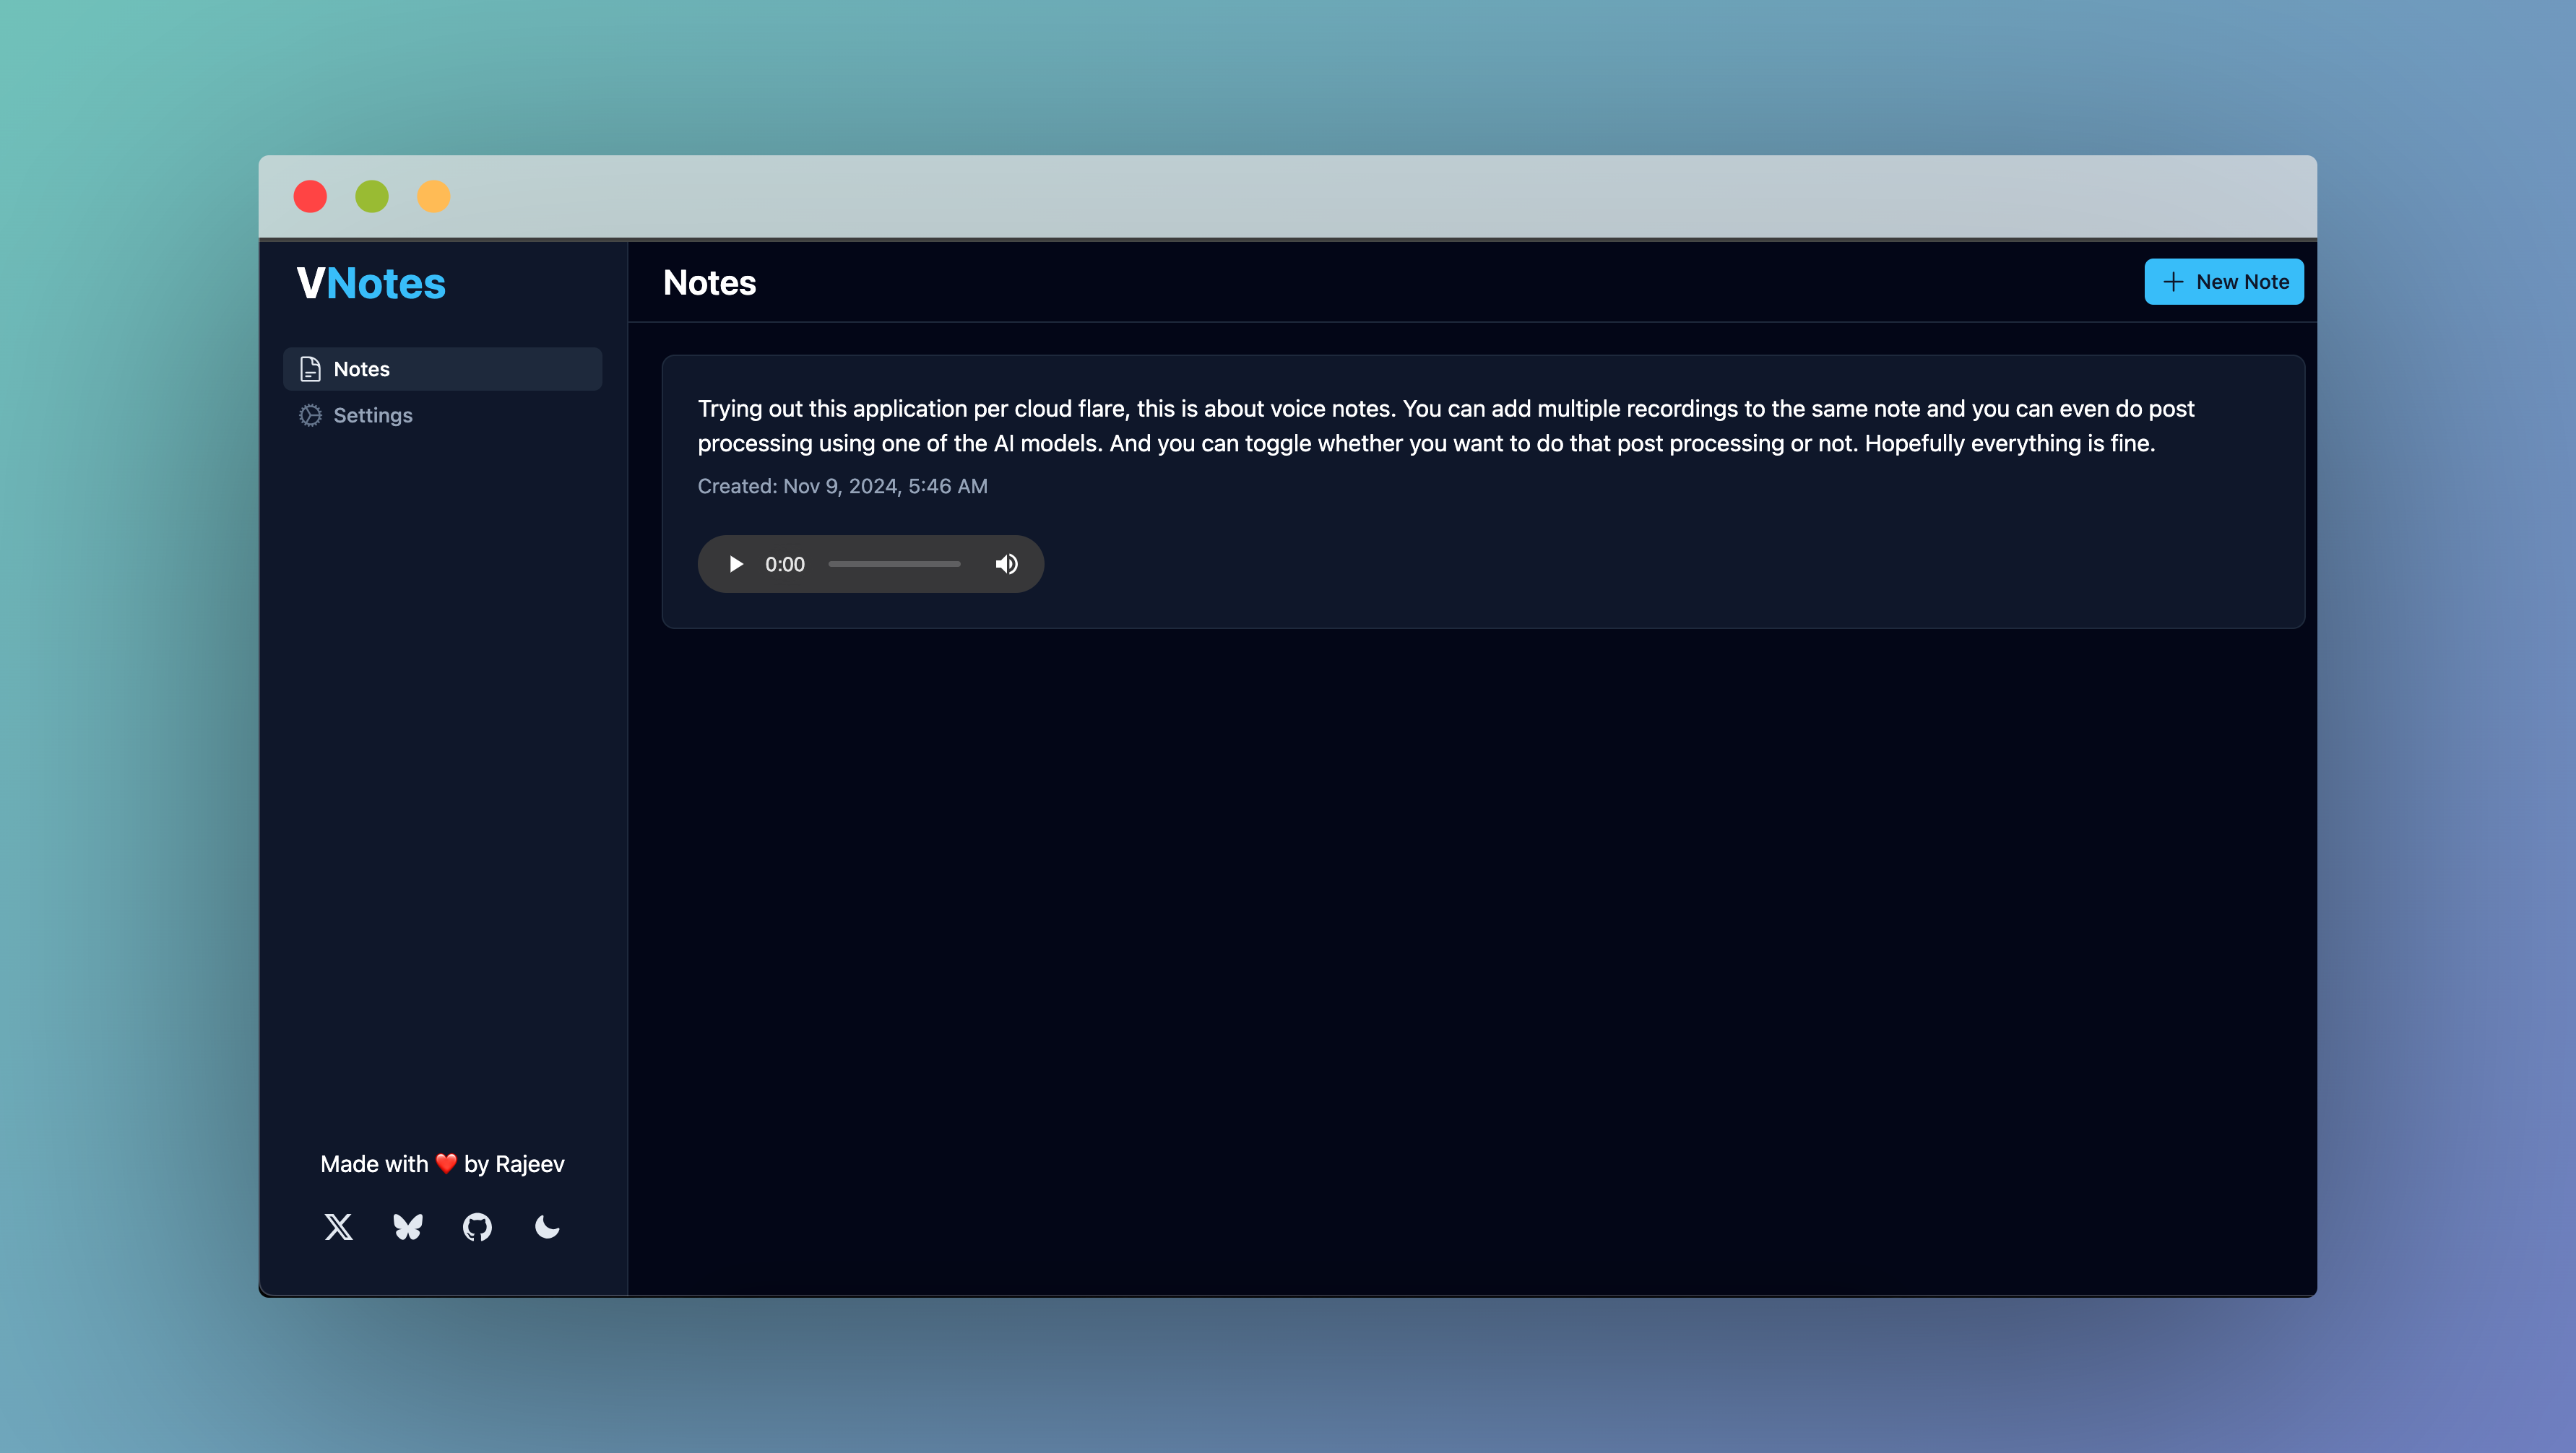 VNotes
Notes
Settings
Made with ❤️ by Rajeev
Notes
New Note
Trying out this application per cloud flare, this is about voice notes. You can add multiple recordings to the same note and you can even do post
processing using one of the AI models. And you can toggle whether you want to do that post processing or not. Hopefully everything is fine.
Created: Nov 9, 2024, 5:46 AM
0:00